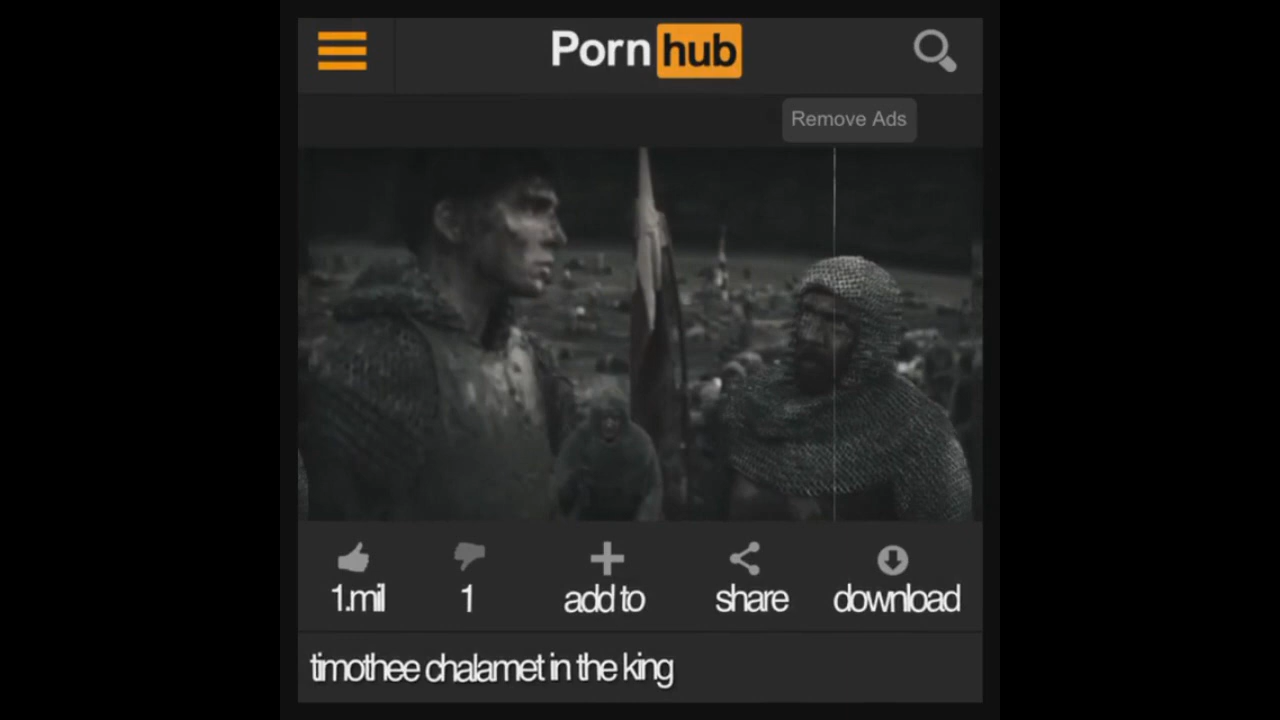 Pornhub
Remove Ads
1.mil 1 add to share download
timothee chalamet in the king